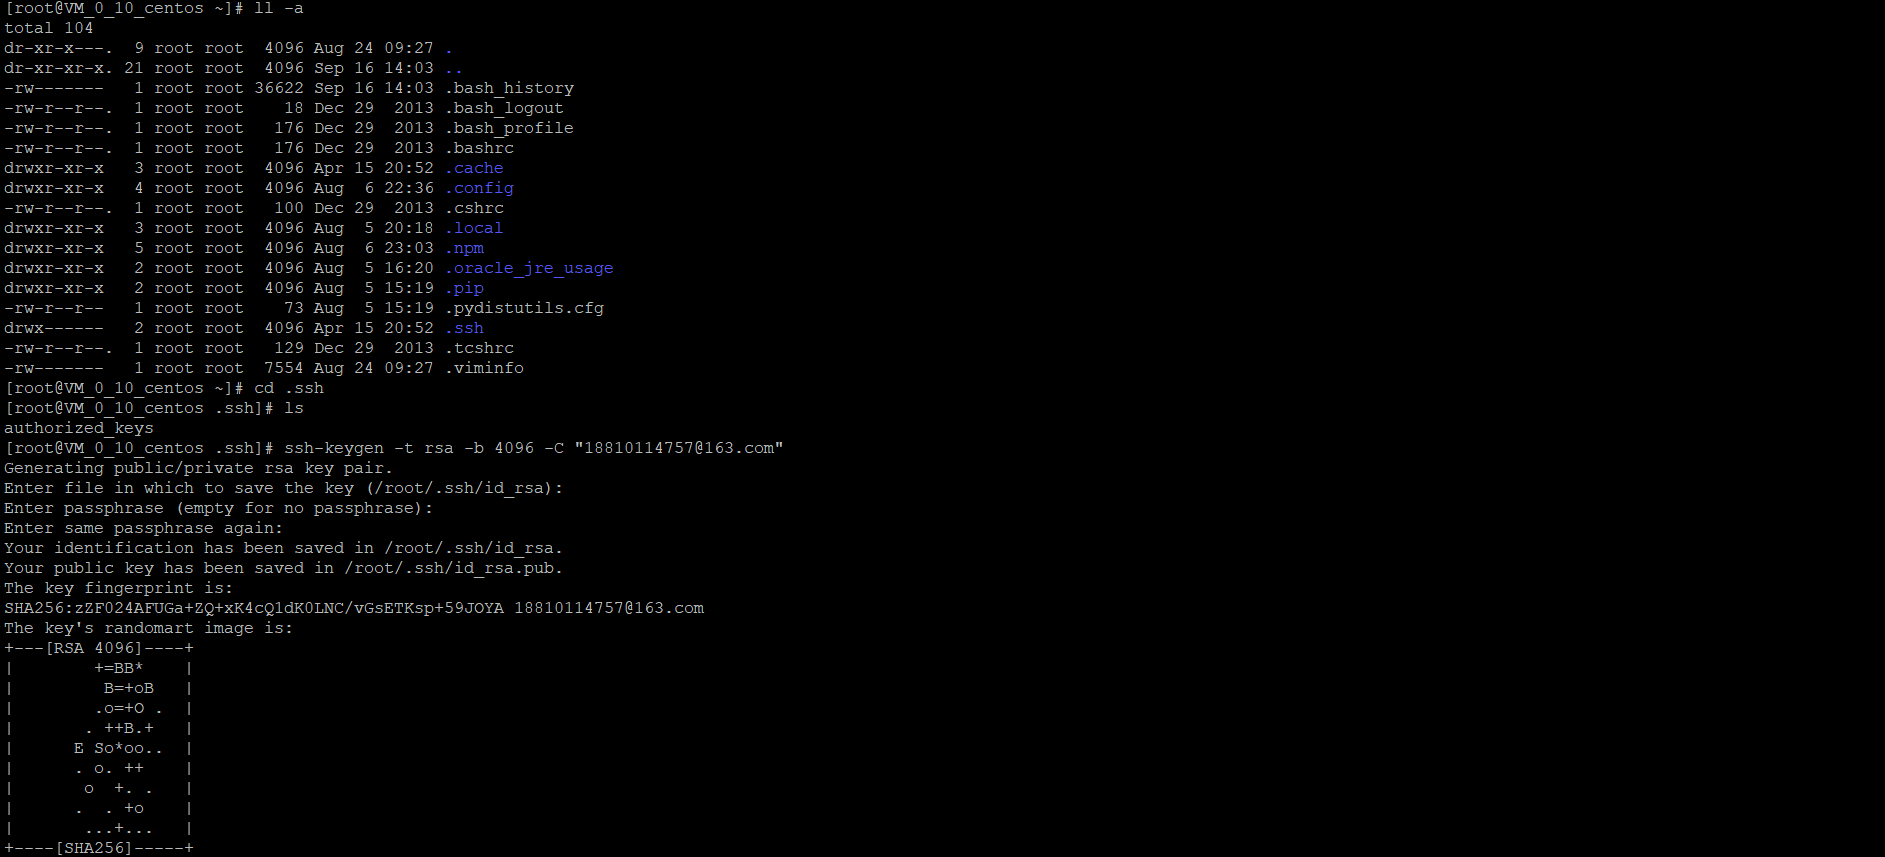 [root@VM_0_10_centos ~]# ll -a
total 104
dr-xr-x---.  9 root root  4096 Aug 24 09:27 .
dr-xr-xr-x. 21 root root  4096 Sep 16 14:03 ..
-rw-------   1 root root 36622 Sep 16 14:03 .bash_history
-rw-r--r--.  1 root root    18 Dec 29  2013 .bash_logout
-rw-r--r--.  1 root root   176 Dec 29  2013 .bash_profile
-rw-r--r--.  1 root root   176 Dec 29  2013 .bashrc
drwxr-xr-x   3 root root  4096 Apr 15 20:52 .cache
drwxr-xr-x   4 root root  4096 Aug  6 22:36 .config
-rw-r--r--.  1 root root   100 Dec 29  2013 .cshrc
drwxr-xr-x   3 root root  4096 Aug  5 20:18 .local
drwxr-xr-x   5 root root  4096 Aug  6 23:03 .npm
drwxr-xr-x   2 root root  4096 Aug  5 16:20 .oracle_jre_usage
drwxr-xr-x   2 root root  4096 Aug  5 15:19 .pip
-rw-r--r--   1 root root    73 Aug  5 15:19 .pydistutils.cfg
drwx------   2 root root  4096 Apr 15 20:52 .ssh
-rw-r--r--.  1 root root   129 Dec 29  2013 .tcshrc
-rw-------   1 root root  7554 Aug 24 09:27 .viminfo
[root@VM_0_10_centos ~]# cd .ssh
[root@VM_0_10_centos .ssh]# ls
authorized_keys
[root@VM_0_10_centos .ssh]# ssh-keygen -t rsa -b 4096 -C "18810114757@163.com"
Generating public/private rsa key pair.
Enter file in which to save the key (/root/.ssh/id_rsa):
Enter passphrase (empty for no passphrase):
Enter same passphrase again:
Your identification has been saved in /root/.ssh/id_rsa.
Your public key has been saved in /root/.ssh/id_rsa.pub.
The key fingerprint is:
SHA256:zZF024AFUGa+ZQ+xK4cQ1dK0LNC/vGsETKsp+59JOYA 18810114757@163.com
The key's randomart image is:
+---[RSA 4096]----+
|        +=BB*    |
|         B=+oB   |
|        .o=+O .  |
|       . ++B.+   |
|      E So*oo..  |
|      . o. ++    |
|       o  +. .   |
|      .  . +o    |
|       ...+...   |
+----[SHA256]-----+